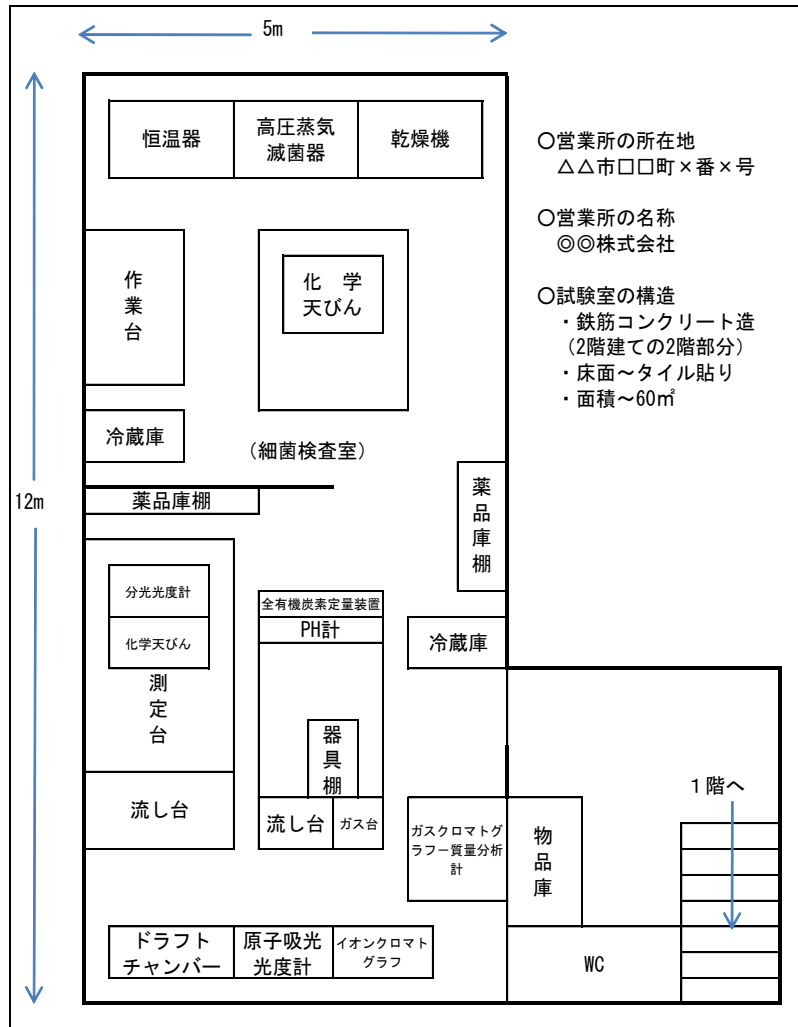 5m
恒温器
高圧蒸気
滅菌器
乾燥機
〇営業所の所在地
△△市□□町×番×号
〇営業所の名称
◎◎株式会社
〇試験室の構造
・鉄筋コンクリート造
(2階建ての2階部分)
・床面～タイル貼り
・面積～60㎡
作業台
化　学
天びん
冷蔵庫
(細菌検査室)
12m
薬品庫棚
薬品庫棚
分光光度計
化学天びん
測定台
全有機炭素定量装置
PH計
冷蔵庫
器具棚
流し台
流し台
ガス台
ガスクロマトグ
ラフー質量分析
計
物品庫
１階へ
ドラフト
チャンバー
原子吸光
光度計
イオンクロマト
グラフ
WC